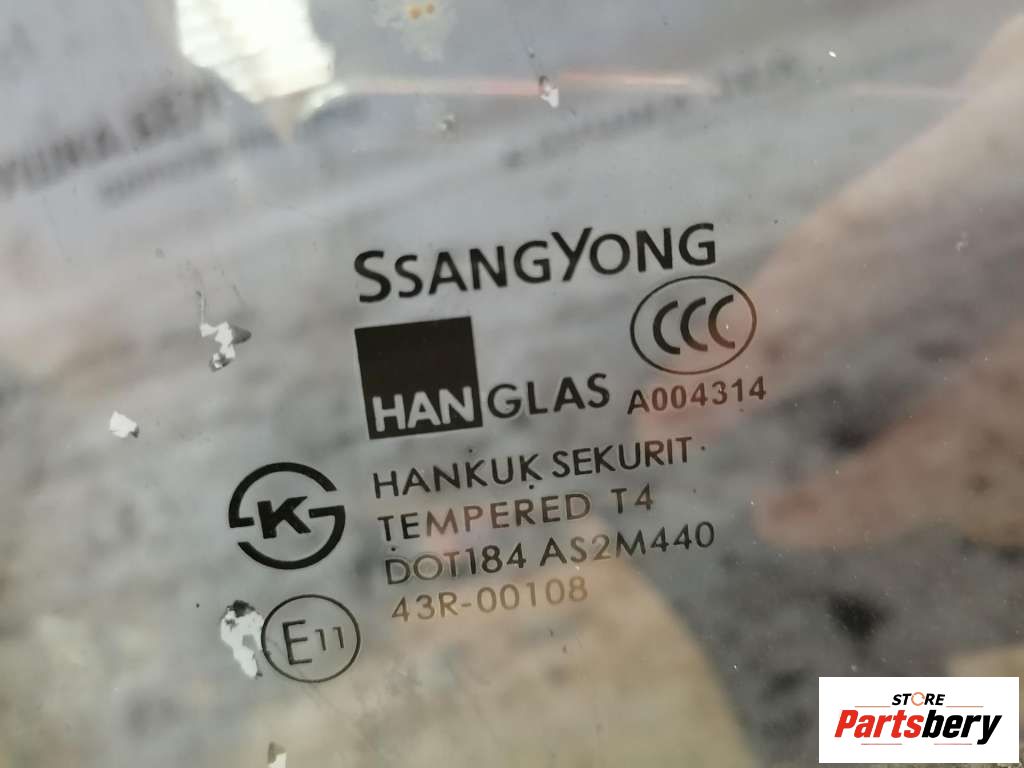 SSANGYONG
CCC
HANGLAS A004314
HANKUK SEKURIT
K
TEMPERED T4
DOT184 AS2M440
43R-00108
E11
STORE
Partsbery